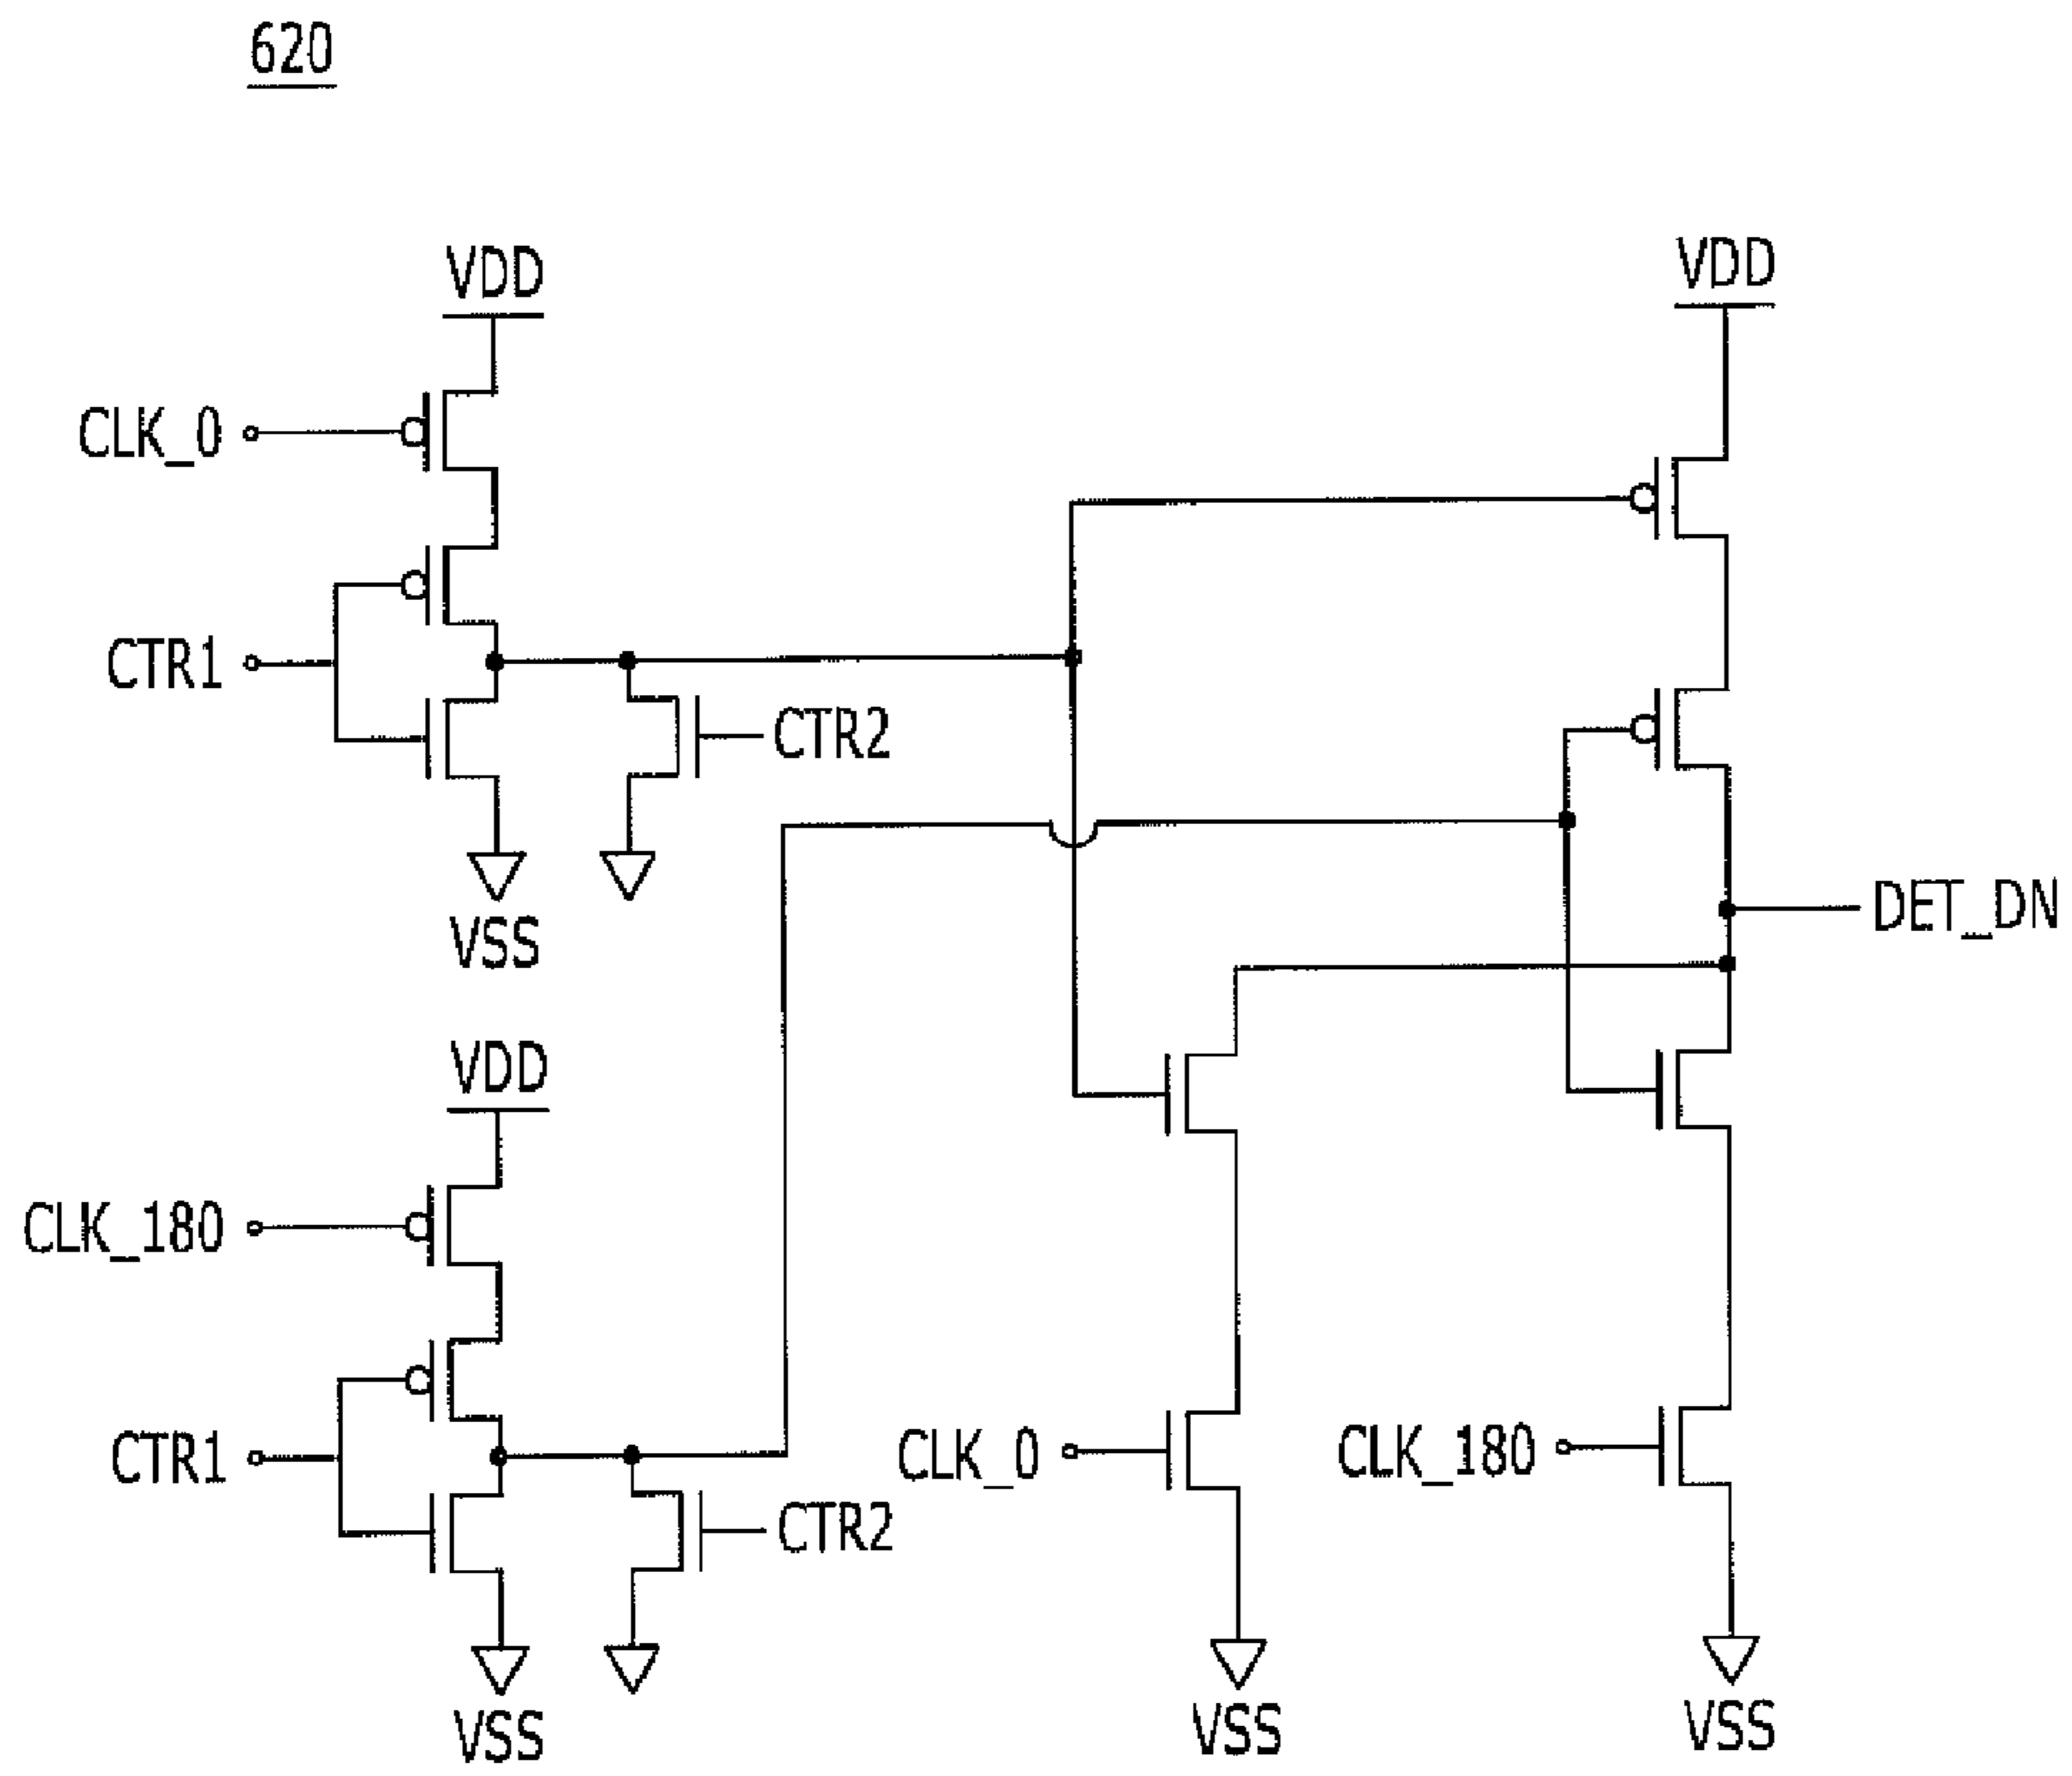 620
VDD
VDD
CLK_0
CTR1
CTR2
DET_DN
VSS
VDD
CLK_180
CTR1
CTR2
CLK_0
CLK_180
VSS
VSS
VSS